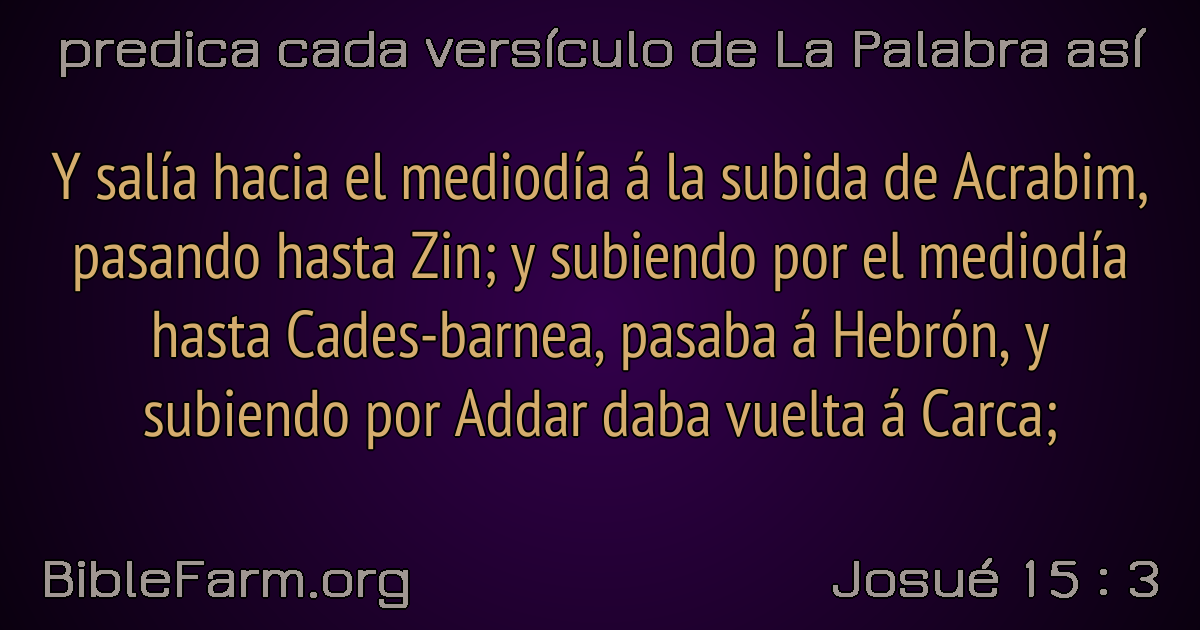 predica cada versículo de La Palabra así
Y salía hacia el mediodía á la subida de Acrabim,
pasando hasta Zin; y subiendo por el mediodía
hasta Cades-barnea, pasaba á Hebrón, y
subiendo por Addar daba vuelta á Carca;
BibleFarm.org
Josué 15 : 3